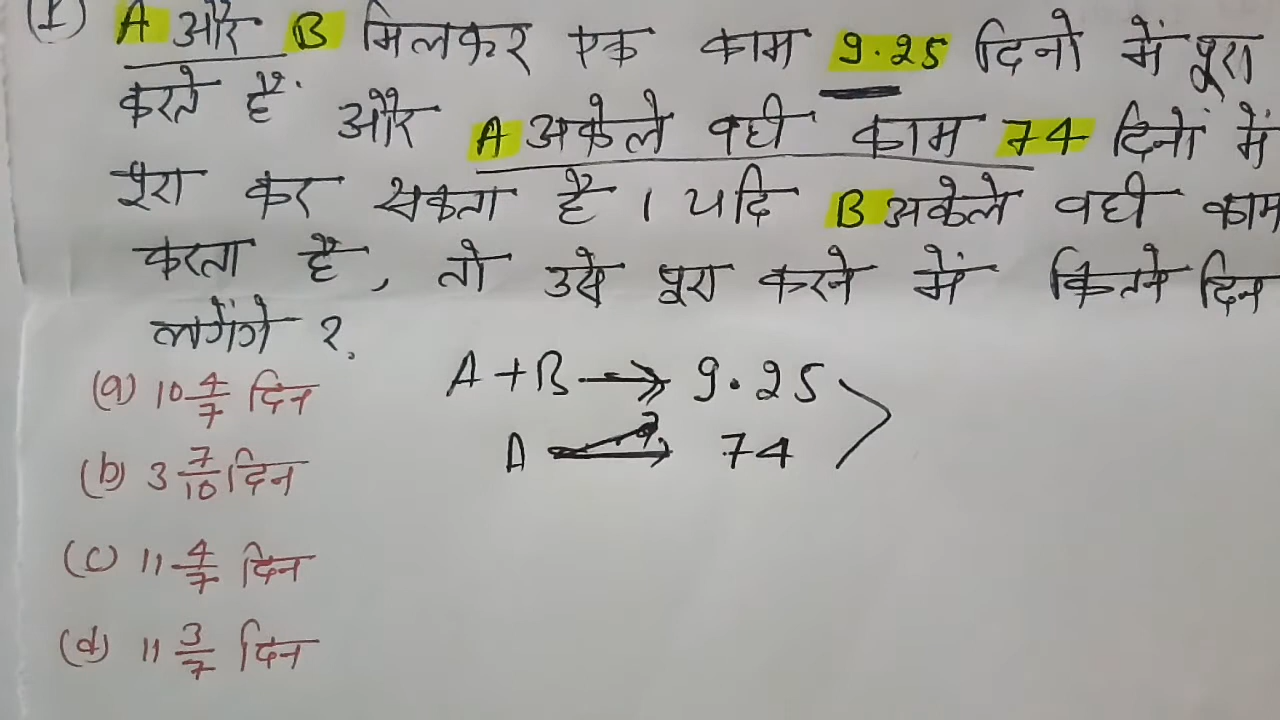 (1) A और B मिलकर एक काम 9.25 दिनो में पूरा
करते है और A अकेले वही काम 74 दिनों में
पूरा कर सकता है । यदि B अकेले वही काम
करता है , तो उसे पूरा करने में कितने दिन
लगेंगे ?
(a) 10 4/7 दिन
(b) 3 7/10 दिन
(c) 11 4/7 दिन
(d) 11 3/7 दिन
A + B → 9.25
A → 74